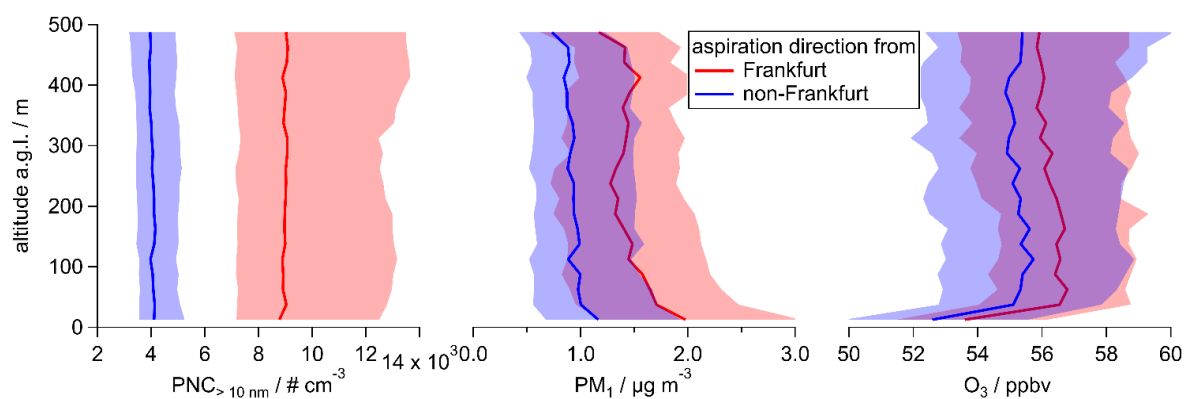 500
400
300
200
100
0
altitude a.g.l. / m
2
4
6
8
10
12
14 x 10³
PNC> 10 nm / # cm⁻³
0.0
1.0
2.0
3.0
PM₁ / µg m⁻³
aspiration direction from
Frankfurt
non-Frankfurt
50
52
54
56
58
60
O₃ / ppbv